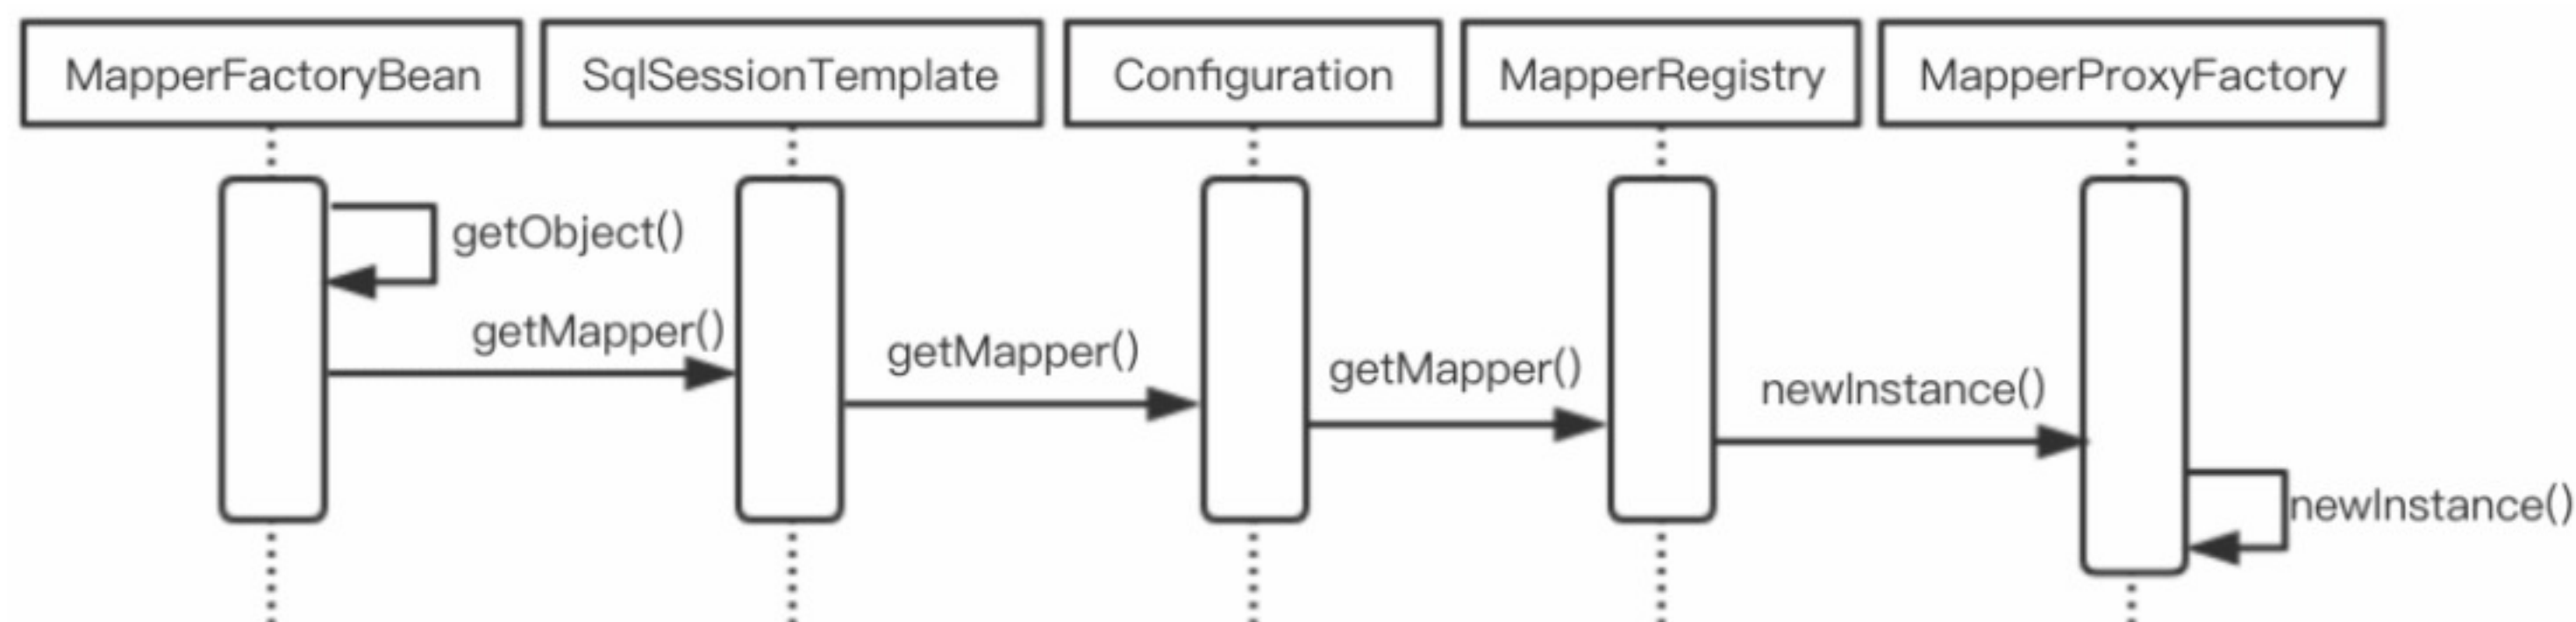 MapperFactoryBean
SqlSessionTemplate
Configuration
MapperRegistry
MapperProxyFactory
getObject()
getMapper()
getMapper()
getMapper()
newInstance()
newInstance()